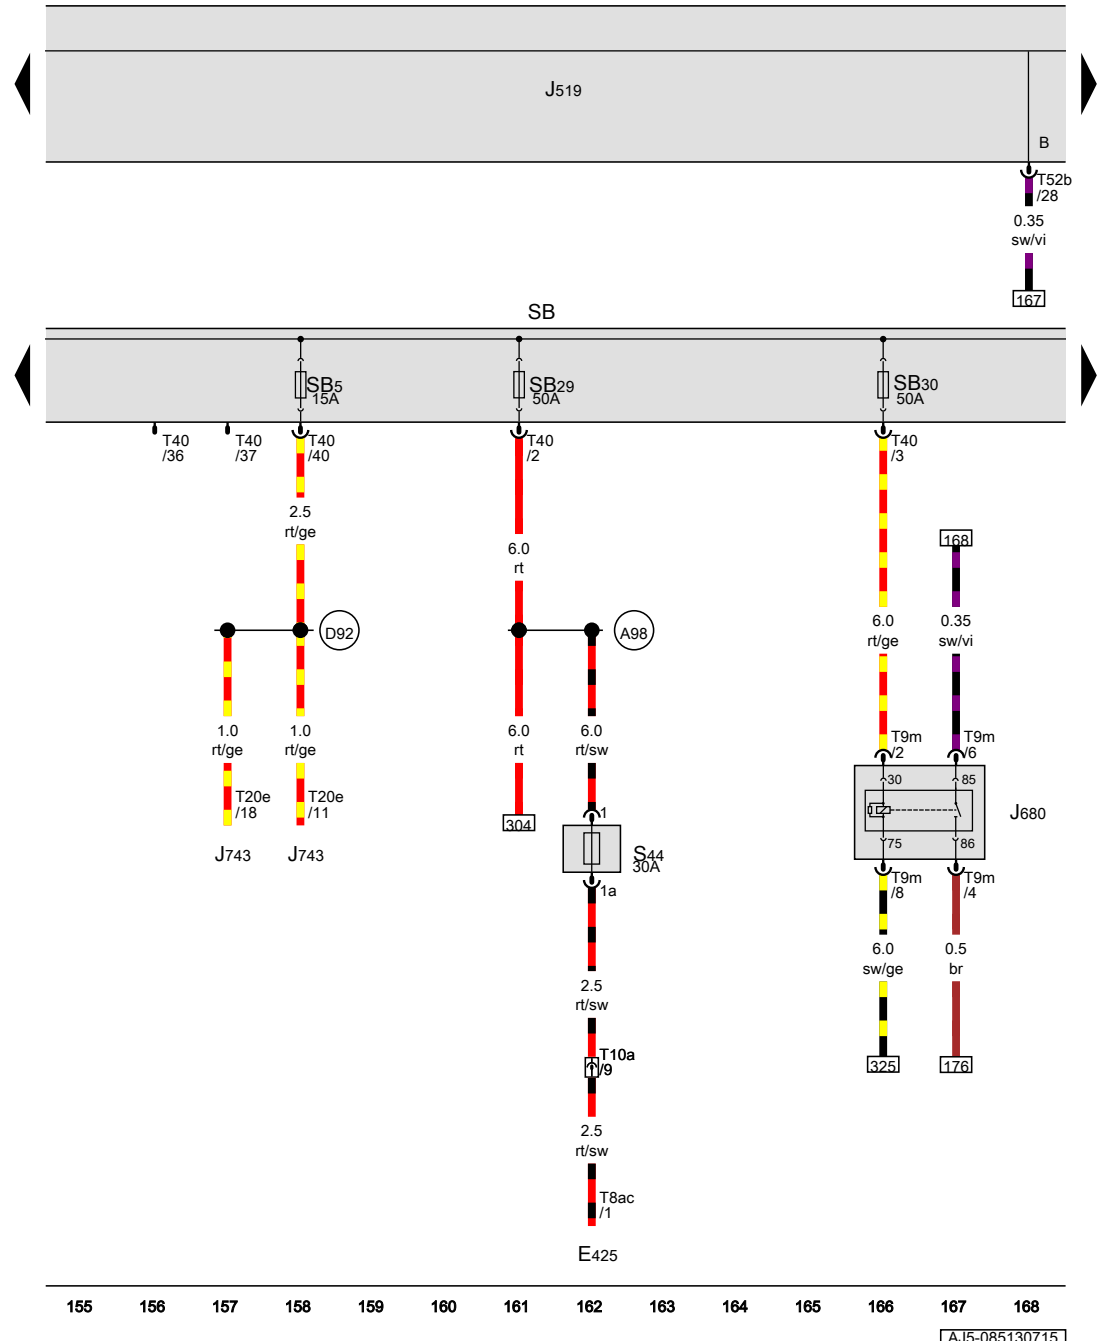 J519
B
T52b
/28
0.35
sw/vi
167
SB
SB5
15A
SB29
50A
SB30
50A
T40
/36
T40
/37
T40
/40
T40
/2
T40
/3
2.5
rt/ge
6.0
rt
168
D92
A98
6.0
rt/ge
0.35
sw/vi
1.0
rt/ge
1.0
rt/ge
6.0
rt
6.0
rt/sw
T9m
/2
T9m
/6
30
85
T20e
/18
T20e
/11
304
1
J680
J743
J743
S44
30A
75
86
1a
T9m
/8
T9m
/4
6.0
sw/ge
0.5
br
2.5
rt/sw
T10a
/9
325
176
2.5
rt/sw
T8ac
/1
E425
155 156 157 158 159 160 161 162 163 164 165 166 167 168
AJ5-085130715